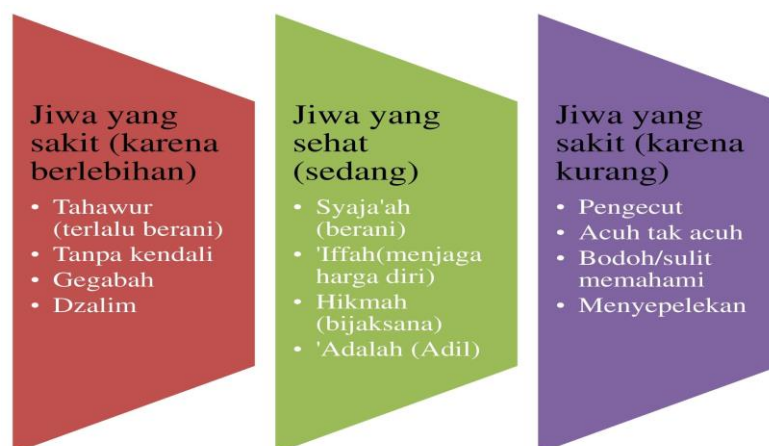 Jiwa yang
sakit (karena
berlebihan)
• Tahawur
(terlalu berani)
• Tanpa kendali
• Gegabah
• Dzalim
Jiwa yang
sehat
(sedang)
• Syaja'ah
(berani)
• 'Iffah(menjaga
harga diri)
• Hikmah
(bijaksana)
• 'Adalah (Adil)
Jiwa yang
sakit (karena
kurang)
• Pengecut
• Acuh tak acuh
• Bodoh/sulit
memahami
• Menyepelekan